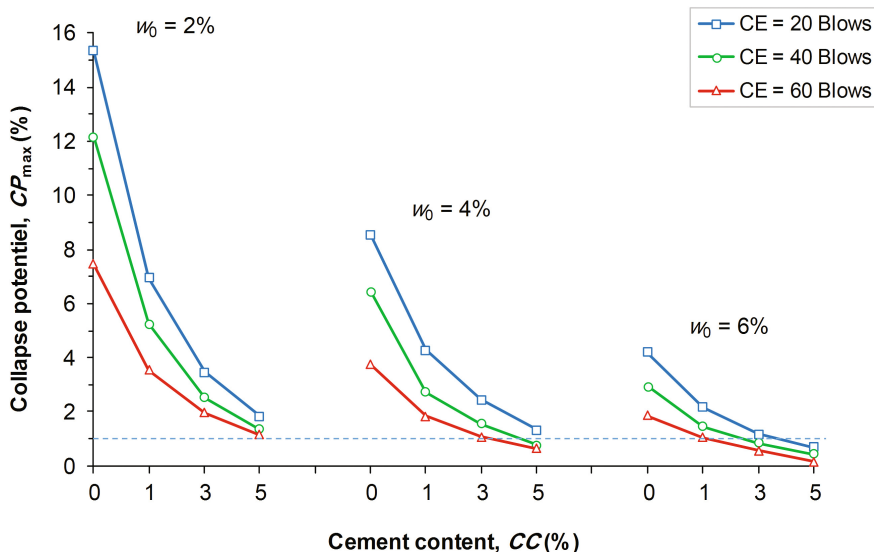 16
14
12
10
8
6
4
2
0
Collapse potentiel, CPmax (%)
w0 = 2%
w0 = 4%
w0 = 6%
CE = 20 Blows
CE = 40 Blows
CE = 60 Blows
0 1 3 5 0 1 3 5 0 1 3 5
Cement content, CC (%)